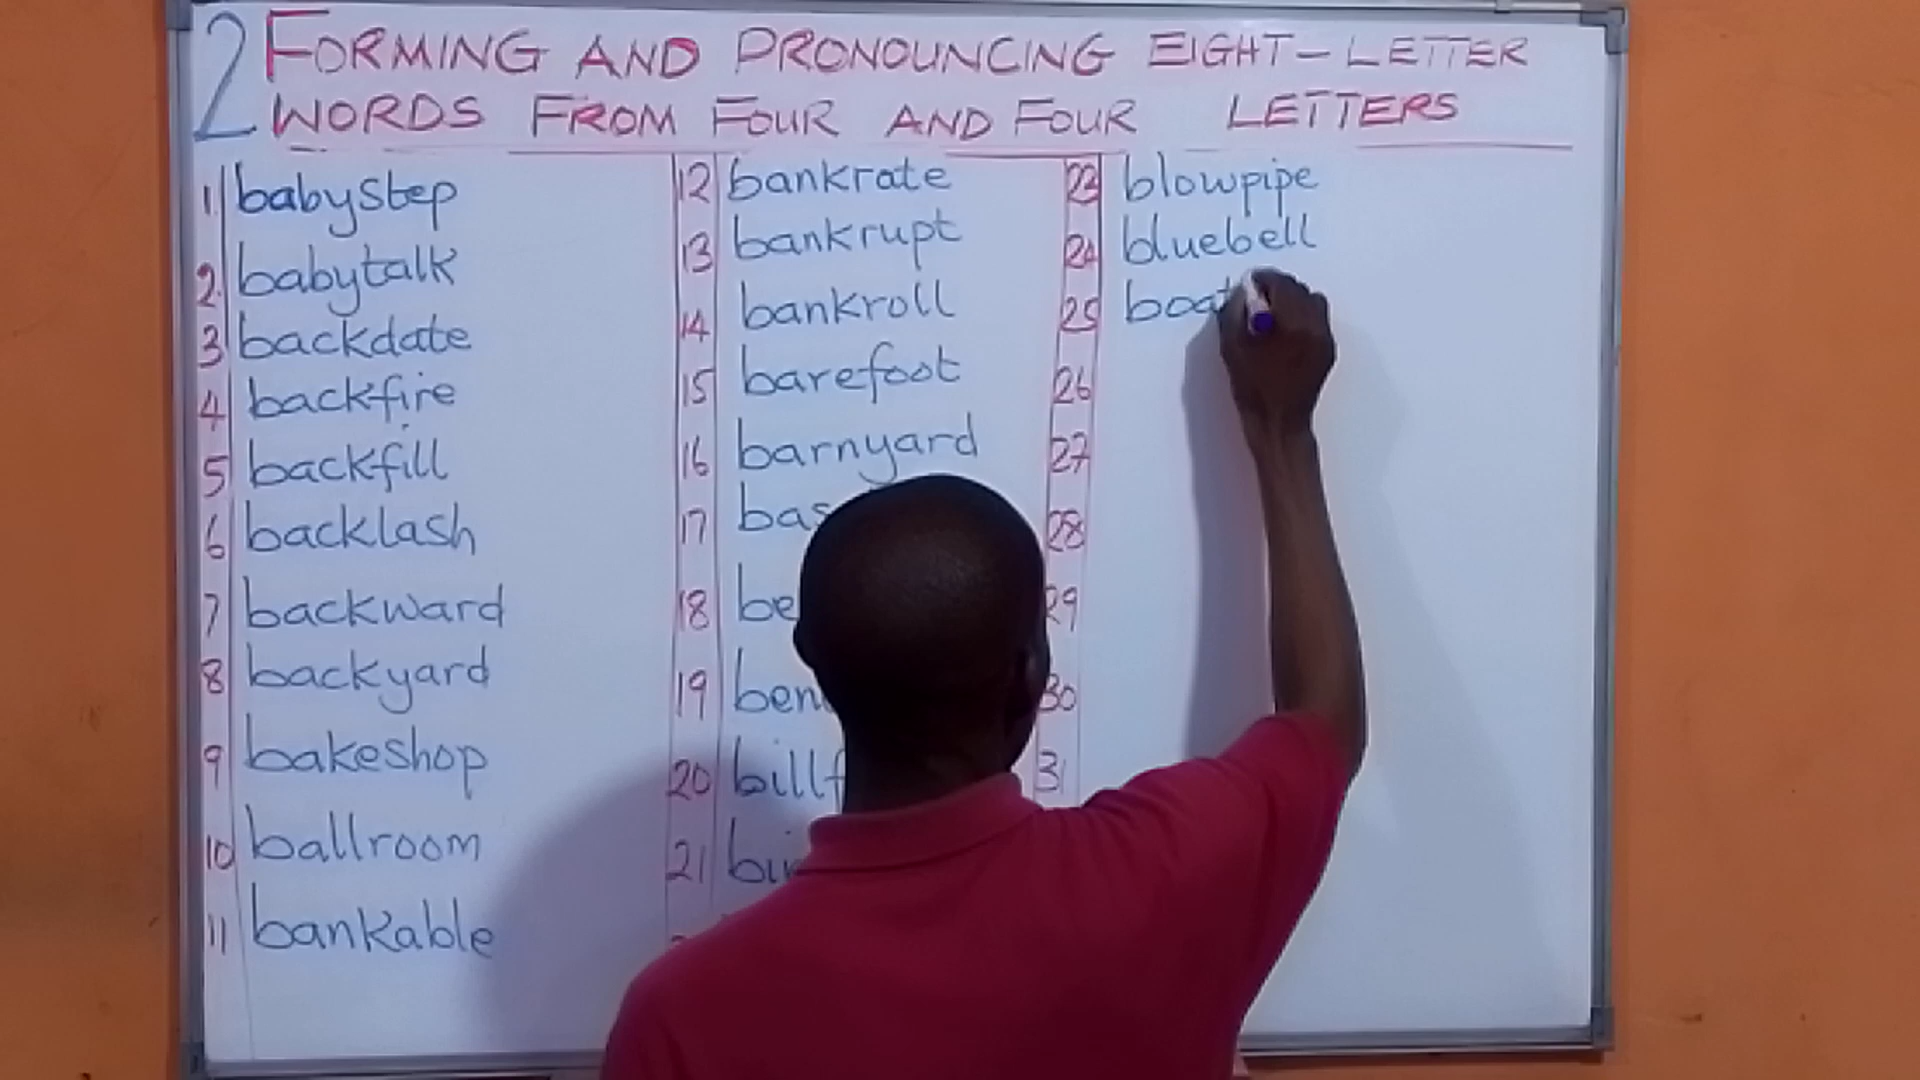 2 FORMING AND PRONOUNCING EIGHT-LETTER
WORDS FROM FOUR AND FOUR LETTERS
1 babystep
2 babytalk
3 backdate
4 backfire
5 backfill
6 backlash
7 backward
8 backyard
9 bakeshop
10 ballroom
11 bankable
12 bankrate
13 bankrupt
14 bankroll
15 barefoot
16 barnyard
17
18
19
20
21
23 blowpipe
24 bluebell
25 boat
26
27
28
29
30
31